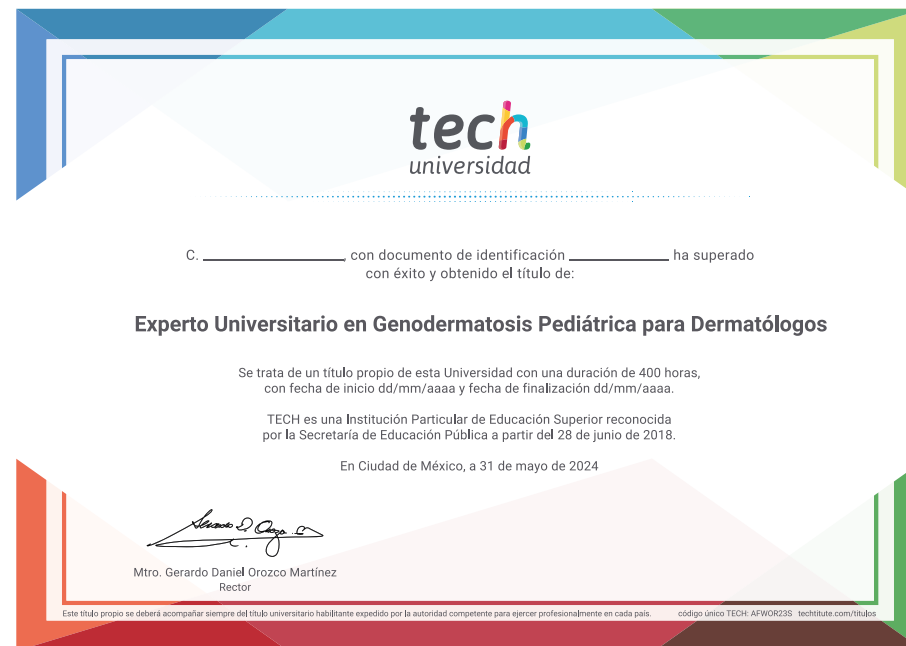 tech
universidad
C. ____________, con documento de identificación ____________ ha superado
con éxito y obtenido el título de:
Experto Universitario en Genodermatosis Pediátrica para Dermatólogos
Se trata de un título propio de esta Universidad con una duración de 400 horas,
con fecha de inicio dd/mm/aaaa y fecha de finalización dd/mm/aaaa.
TECH es una Institución Particular de Educación Superior reconocida
por la Secretaría de Educación Pública a partir del 28 de junio de 2018.
En Ciudad de México, a 31 de mayo de 2024
Mtro. Gerardo Daniel Orozco Martínez
Rector
Este título propio se deberá acompañar siempre del título universitario habilitante expedido por la autoridad competente para ejercer profesionalmente en cada país. código único TECH: AFWOR23S techtitute.com/titulos